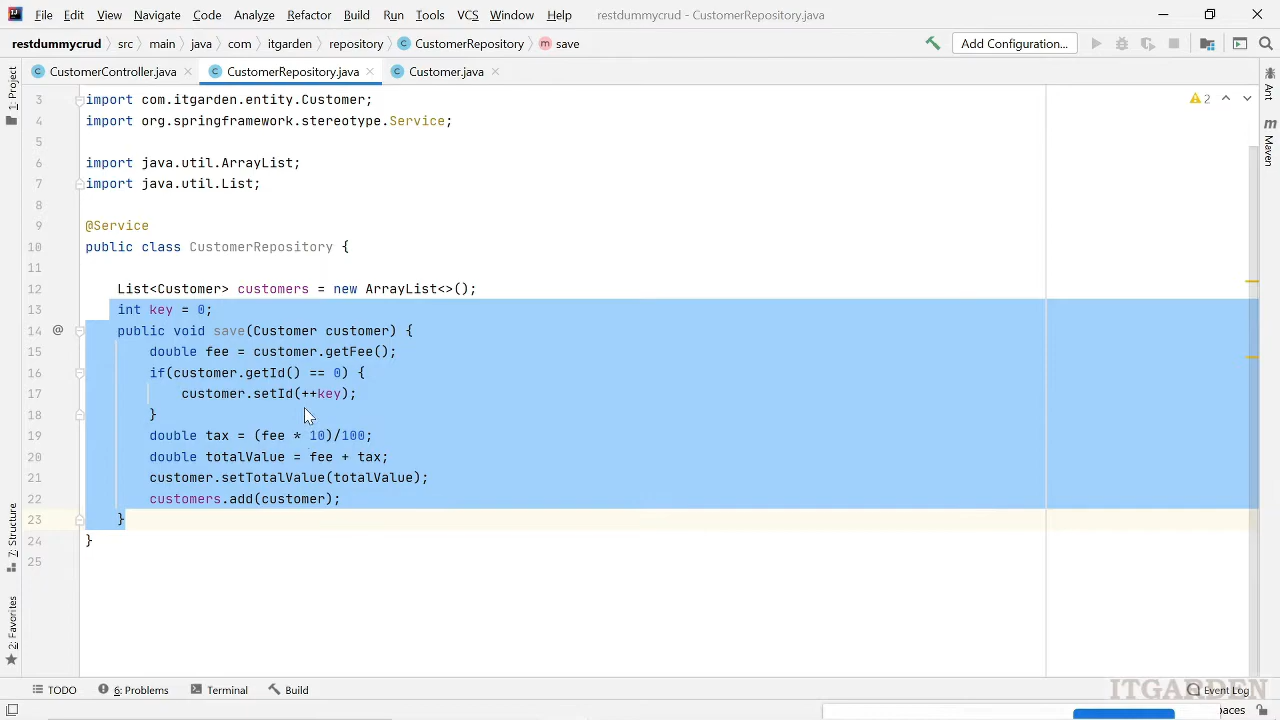 File Edit View Navigate Code Analyze Refactor Build Run Tools VCS Window Help restdummycrud - CustomerRepository.java
restdummycrud src main java com itgarden repository CustomerRepository save Add Configuration...
CustomerController.java CustomerRepository.java Customer.java
1: Project
7: Structure
2: Favorites
3 import com.itgarden.entity.Customer;
4 import org.springframework.stereotype.Service;
5
6 import java.util.ArrayList;
7 import java.util.List;
8
9 @Service
10 public class CustomerRepository {
11
12 List<Customer> customers = new ArrayList<>();
13 int key = 0;
14 @ public void save(Customer customer) {
15 double fee = customer.getFee();
16 if(customer.getId() == 0) {
17 customer.setId(++key);
18 }
19 double tax = (fee * 10)/100;
20 double totalValue = fee + tax;
21 customer.setTotalValue(totalValue);
22 customers.add(customer);
23 }
24 }
25
2
Ant
Maven
TODO 6: Problems Terminal Build Event Log
ITGARDEN
paces